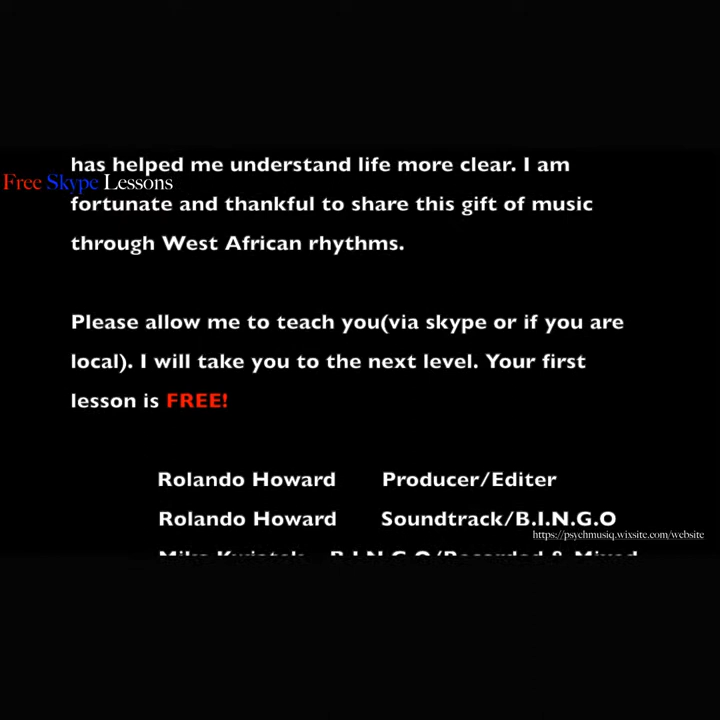 has helped me understand life more clear. I am
Free Skype Lessons
fortunate and thankful to share this gift of music
through West African rhythms.
Please allow me to teach you(via skype or if you are
local). I will take you to the next level. Your first
lesson is FREE!
Rolando Howard Producer/Editer
Rolando Howard Soundtrack/B.I.N.G.O
https://psychmusiq.wixsite.com/website
B.I.N.G.O/Recorded & Mixed